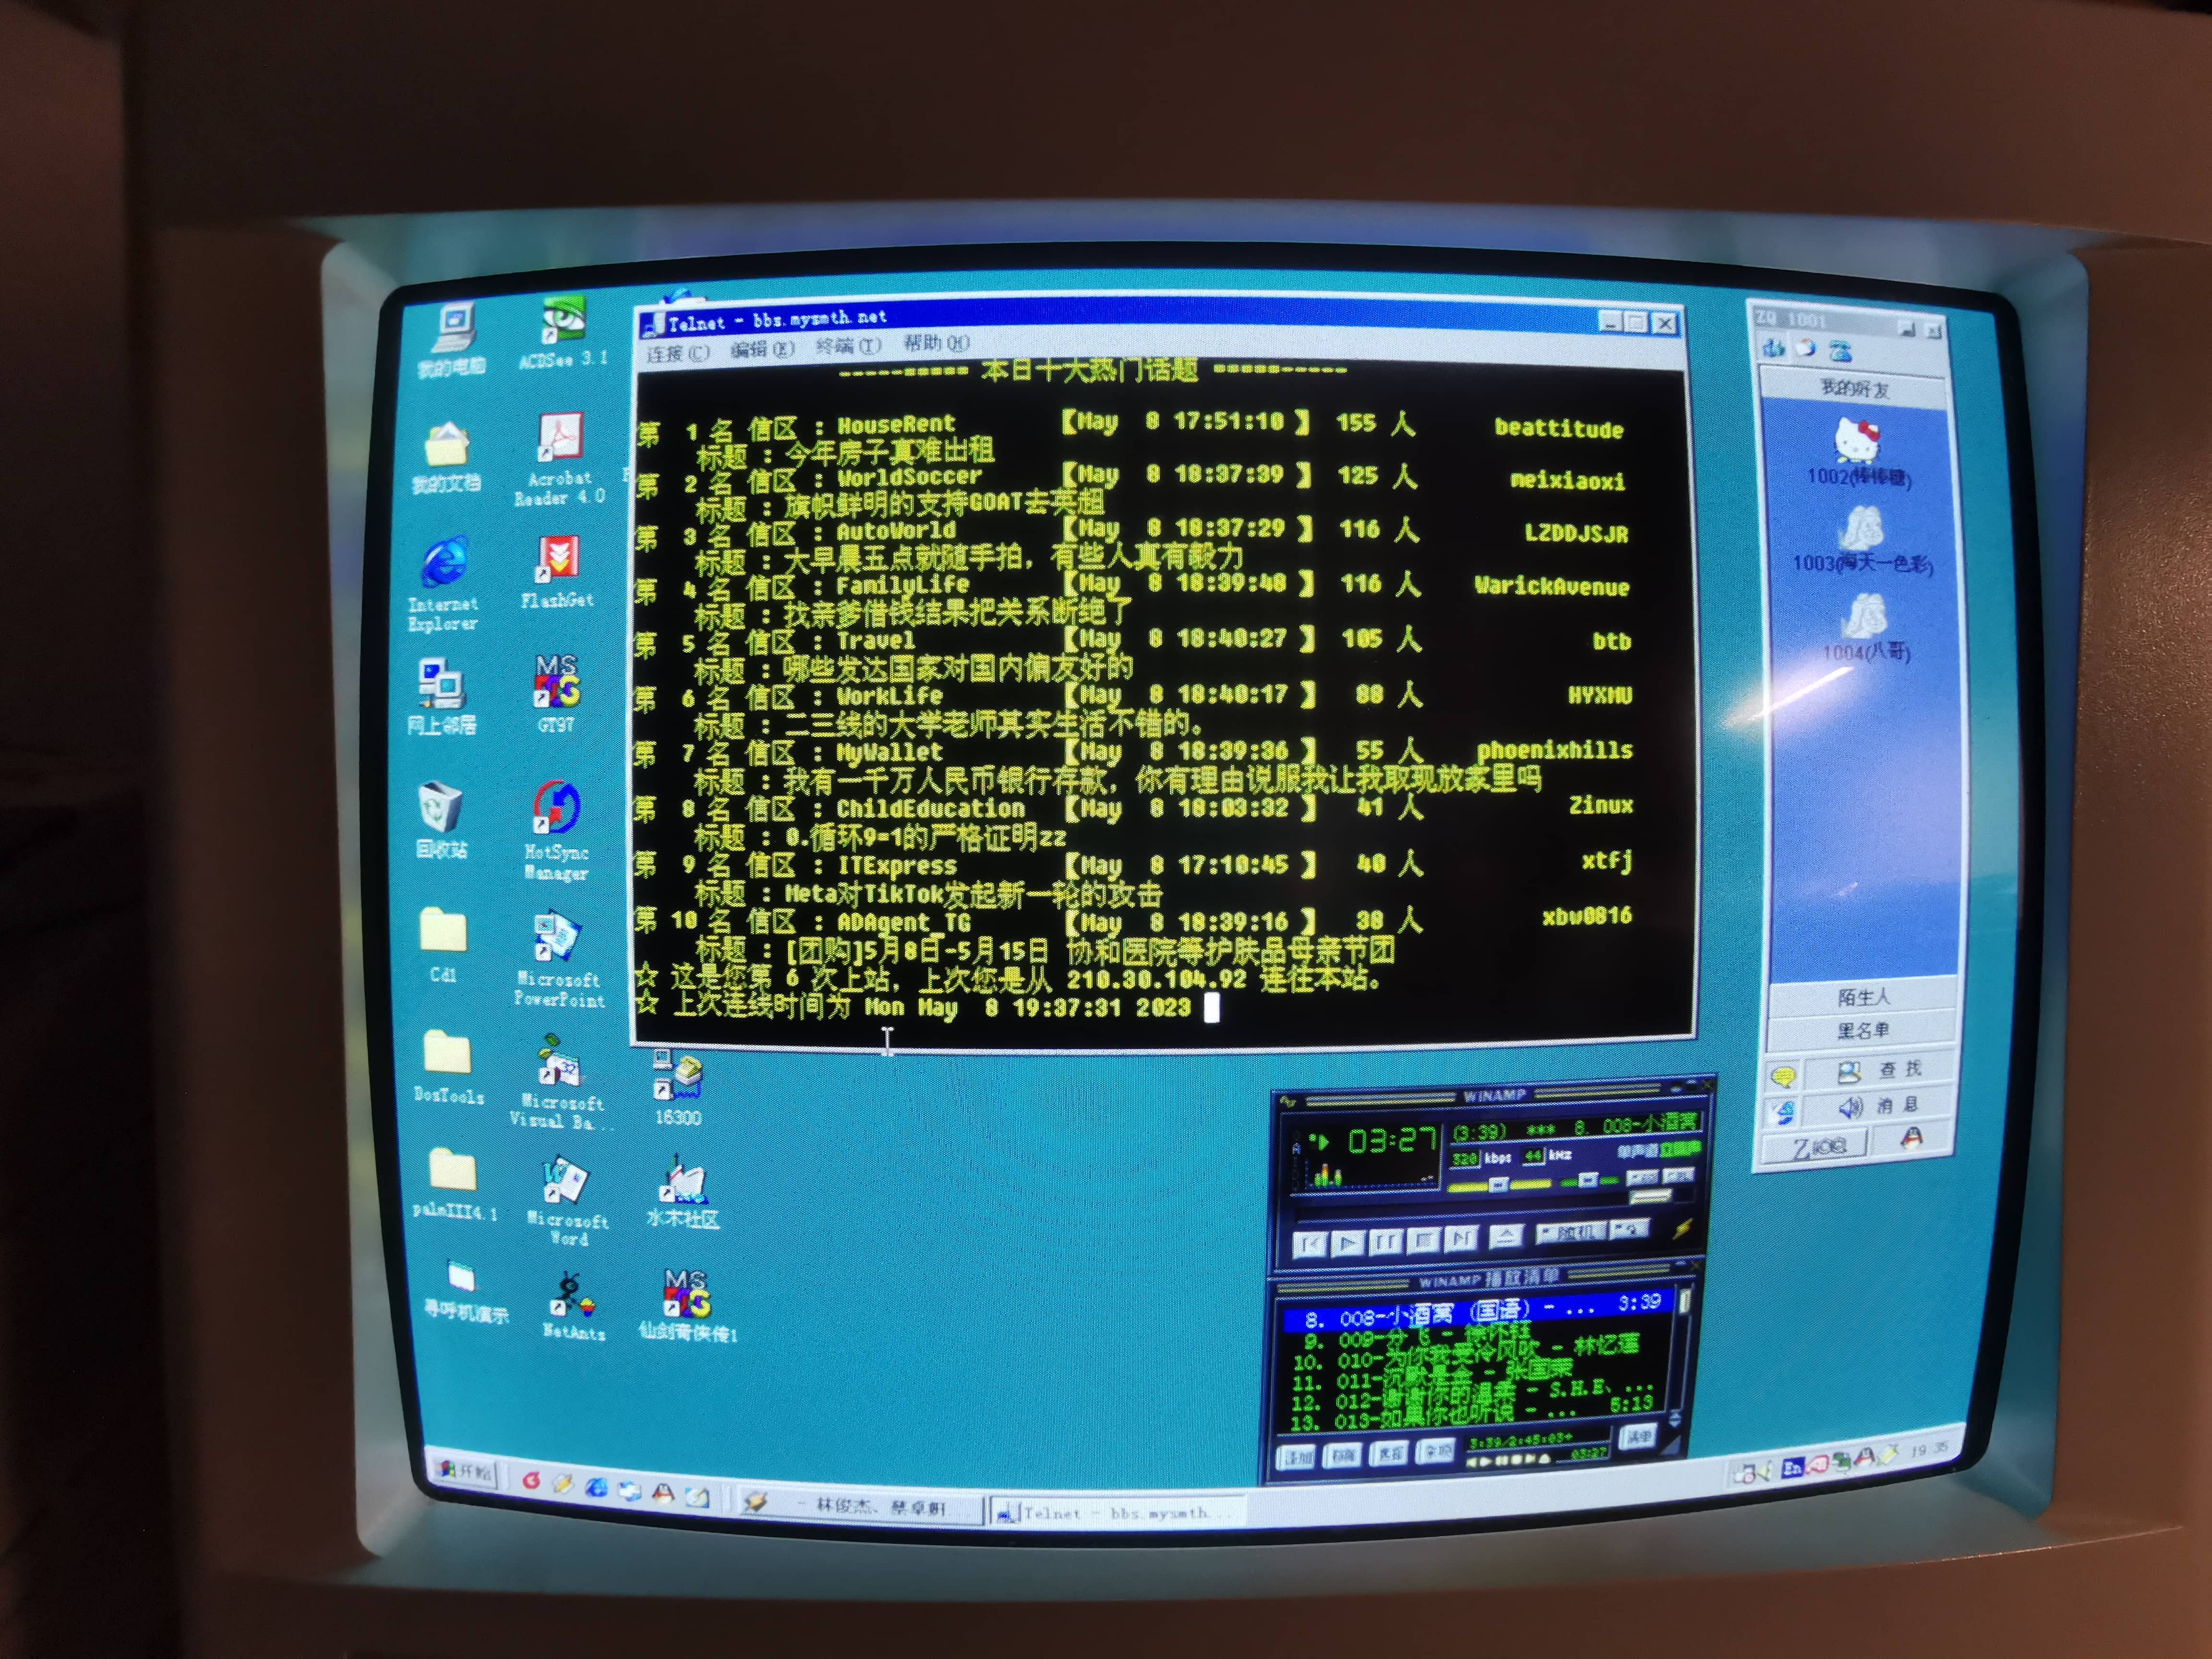 我的电脑
ACDSee 3.1
我的文档
Acrobat
Reader 4.0
Internet
Explorer
FlashGet
网上邻居
MS
GT97
回收站
HotSync
Manager
Cd1
Microsoft
PowerPoint
DosTools
Microsoft
Visual Ba...
16300
palmIII4.1
Microsoft
Word
水木社区
寻呼机演示
NetAnts
MS
仙剑奇侠传1
Telnet - bbs.mysmth.net
连接(C) 编辑(E) 终端(T) 帮助(H)
---------- 本日十大热门话题 ----------
第 1 名 信区 : HouseRent 【May 8 17:51:10 】 155 人 beattitude
标题 : 今年房子真难出租
第 2 名 信区 : WorldSoccer 【May 8 18:37:39 】 125 人 meixiaoxi
标题 : 旗帜鲜明的支持GOAT去英超
第 3 名 信区 : AutoWorld 【May 8 18:37:29 】 116 人 LZDDJSJR
标题 : 大早晨五点就随手拍，有些人真有毅力
第 4 名 信区 : FamilyLife 【May 8 18:39:48 】 116 人 WarickAvenue
标题 : 找亲爹借钱结果把关系断绝了
第 5 名 信区 : Travel 【May 8 18:40:27 】 105 人 btb
标题 : 哪些发达国家对国内偏友好的
第 6 名 信区 : WorkLife 【May 8 18:40:17 】 88 人 HYXMU
标题 : 二三线的大学老师其实生活不错的。
第 7 名 信区 : MyWallet 【May 8 18:39:36 】 55 人 phoenixhills
标题 : 我有一千万人民币银行存款，你有理由说服我让我取现放家里吗
第 8 名 信区 : ChildEducation 【May 8 18:03:32 】 41 人 Zinux
标题 : 0.循环9=1的严格证明zz
第 9 名 信区 : ITExpress 【May 8 17:10:45 】 40 人 xtfj
标题 : Meta对TikTok发起新一轮的攻击
第 10 名 信区 : ADAgent_TG 【May 8 18:39:16 】 38 人 xbw0816
标题 : [团购]5月8日-5月15日 协和医院等护肤品母亲节团
☆ 这是您第 6 次上站，上次您是从 210.30.104.92 连往本站。
☆ 上次连线时间为 Mon May 8 19:37:31 2023
ZQ 1001
我的好友
1002(棒棒糖)
1003(海天一色彩)
1004(八哥)
陌生人
黑名单
查 找
消 息
ZICQ
WINAMP
03:27
(3:39) *** 8. 008-小酒窝
320 kbps 44 kHz 单声道 立体声
随机
WINAMP 播放清单
8. 008-小酒窝 (国语) - ... 3:39
9. 009-分飞 - 徐怀钰
10. 010-为你我受冷风吹 - 林忆莲
11. 011-沉默是金 - 张国荣
12. 012-谢谢你的温柔 - S.H.E、...
13. 013-如果你也听说 - ... 5:13
3:39/2:45:03+
03:27
清单
开始
- 林俊杰、蔡卓妍...
Telnet - bbs.mysmth...
En
19:35